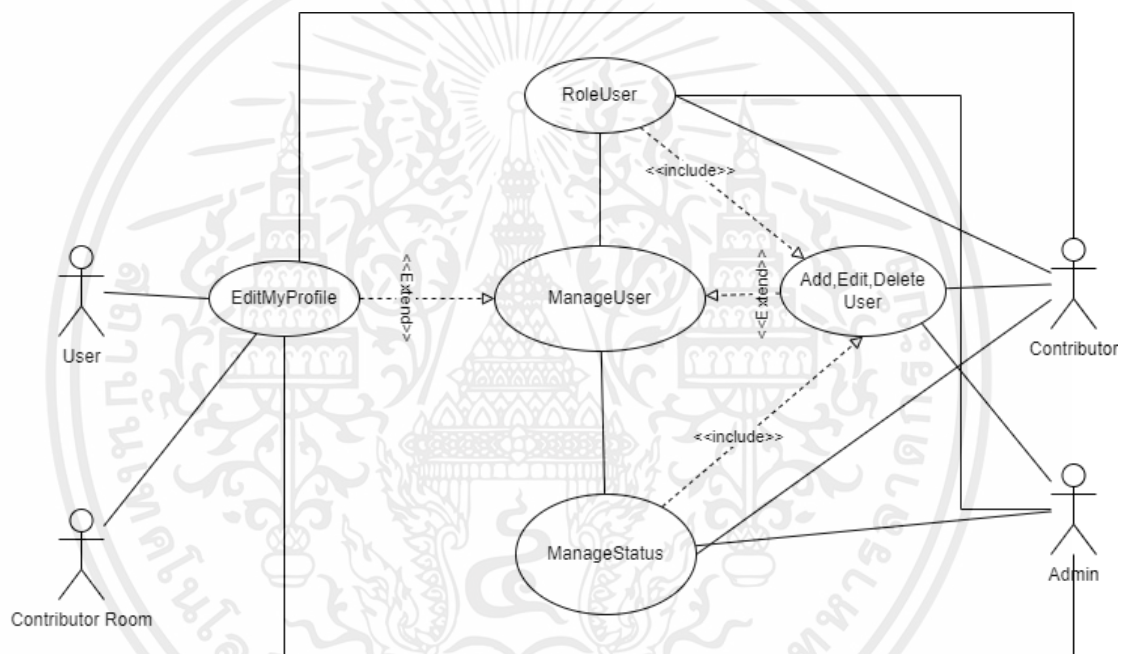 RoleUser
<<include>>
<<Extend>>
<<Extend>>
EditMyProfile
ManageUser
Add,Edit,Delete
User
User
Contributor
<<include>>
ManageStatus
Contributor Room
Admin